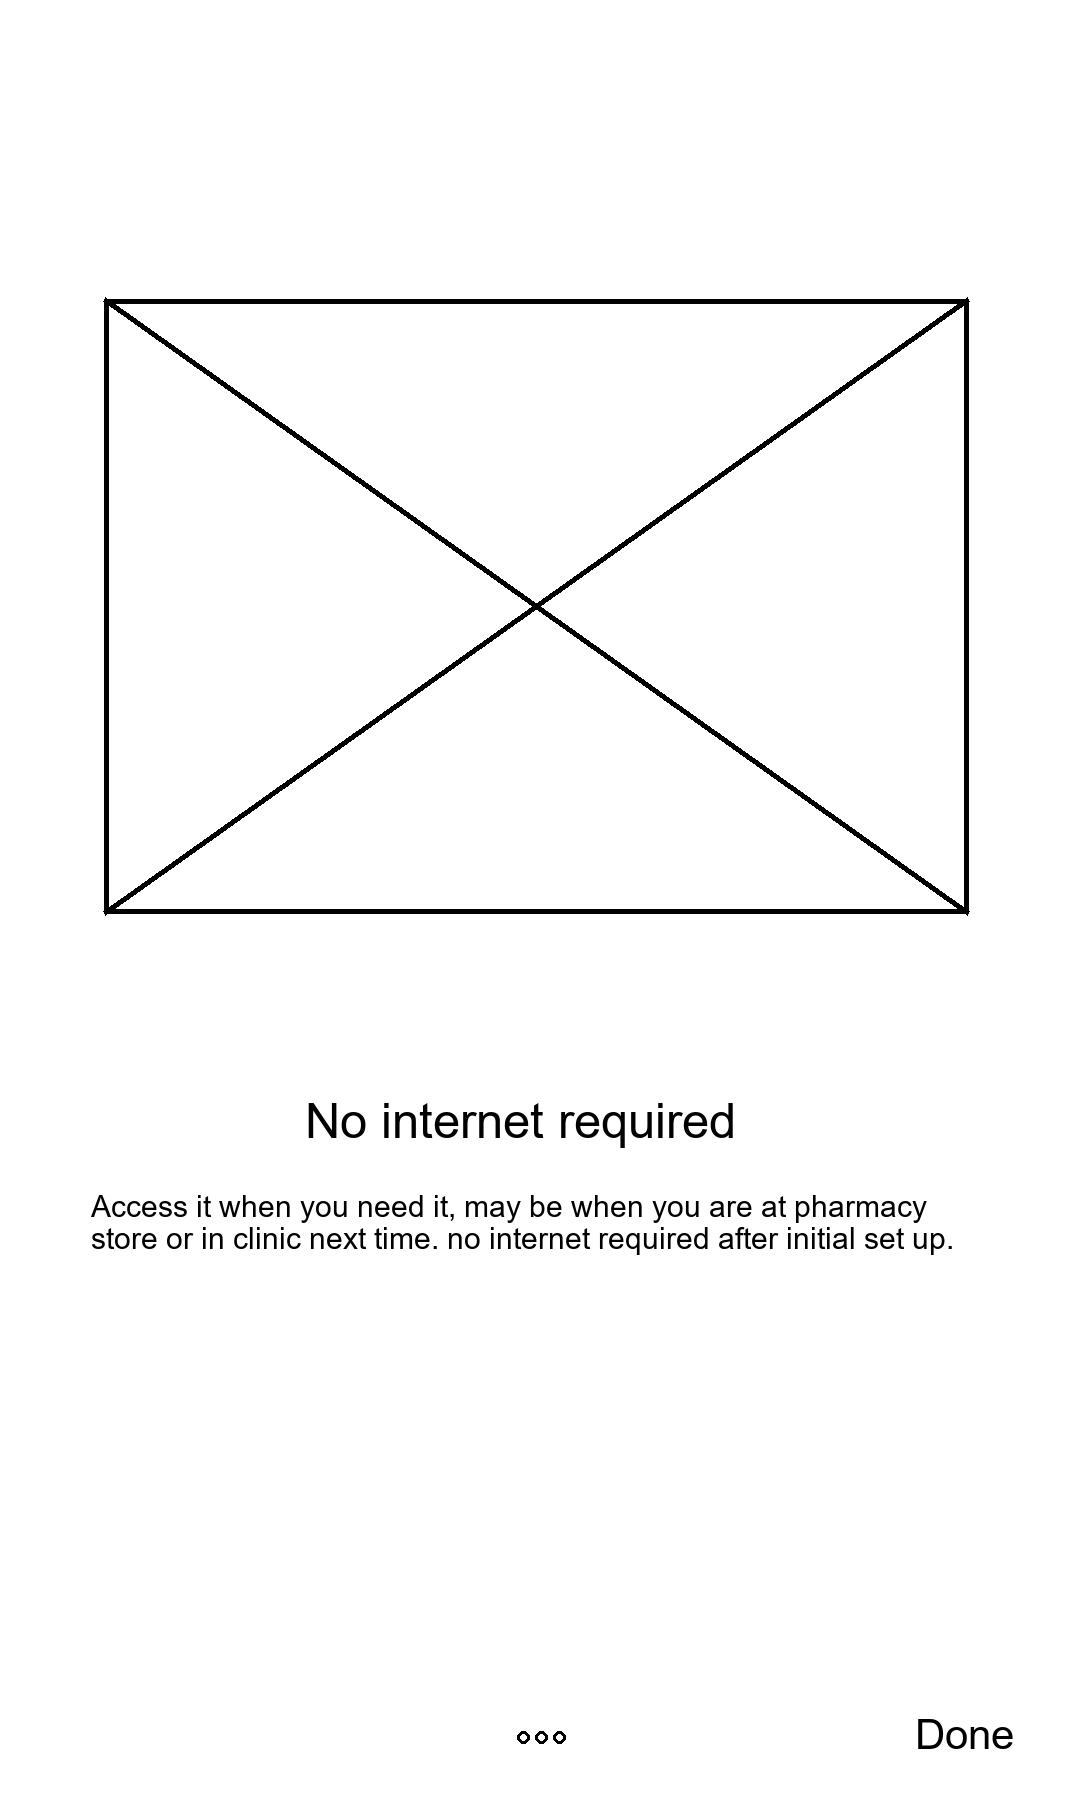 No internet required
Access it when you need it, may be when you are at pharmacy
store or in clinic next time. no internet required after initial set up.
Done